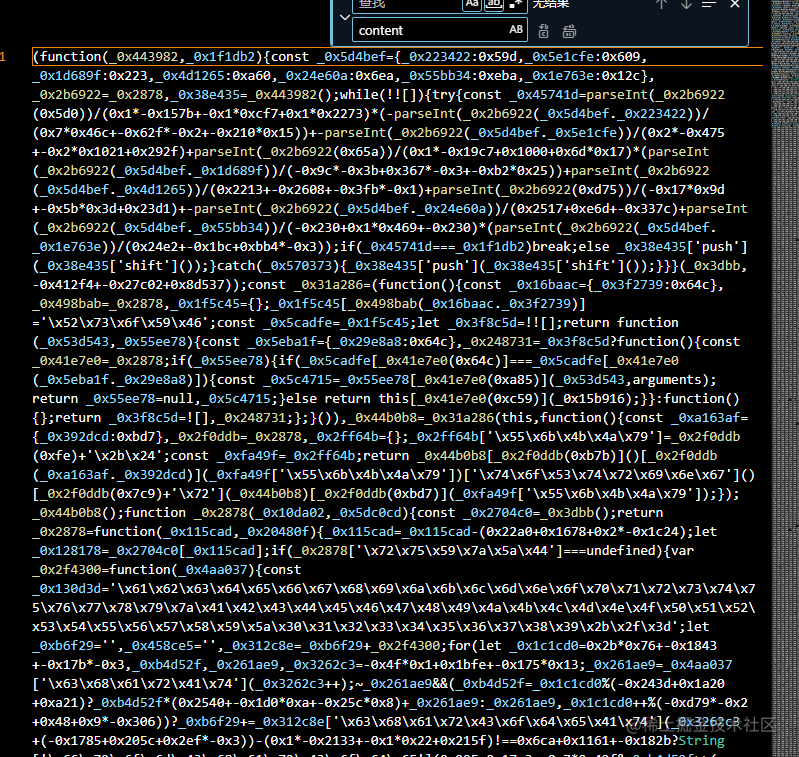 查找
Aa
ab
无结果
content
AB
1
(function(_0x443982,_0x1f1db2){const _0x5d4bef={_0x223422:0x59d,_0x5e1cfe:0x609,
_0x1d689f:0x223,_0x4d1265:0xa60,_0x24e60a:0x6ea,_0x55bb34:0xeba,_0x1e763e:0x12c},
_0x2b6922=_0x2878,_0x38e435=_0x443982();while(!![]){try{const _0x45741d=parseInt(_0x2b6922
(0x5d0))/(0x1*-0x157b+-0x1*0xcf7+0x1*0x2273)*(-parseInt(_0x2b6922(_0x5d4bef._0x223422))/
(0x7*0x46c+-0x62f*-0x2+-0x210*0x15))+-parseInt(_0x2b6922(_0x5d4bef._0x5e1cfe))/(0x2*-0x475
+-0x2*0x1021+0x292f)+parseInt(_0x2b6922(0x65a))/(0x1*-0x19c7+0x1000+0x6d*0x17)*(parseInt
(_0x2b6922(_0x5d4bef._0x1d689f))/(-0x9c*-0x3b+0x367*-0x3+-0xb2*0x25))+parseInt(_0x2b6922
(_0x5d4bef._0x4d1265))/(0x2213+-0x2608+-0x3fb*-0x1)+parseInt(_0x2b6922(0xd75))/(-0x17*0x9d
+-0x5b*0x3d+0x23d1)+-parseInt(_0x2b6922(_0x5d4bef._0x24e60a))/(0x2517+0xe6d+-0x337c)+parseInt
(_0x2b6922(_0x5d4bef._0x55bb34))/(-0x230+0x1*0x469+-0x230)*(parseInt(_0x2b6922(_0x5d4bef.
_0x1e763e))/(0x24e2+-0x1bc+0xbb4*-0x3));if(_0x45741d===_0x1f1db2)break;else _0x38e435['push']
(_0x38e435['shift']());}catch(_0x570373){_0x38e435['push'](_0x38e435['shift']());}}}(_0x3dbb,
-0x412f4+-0x27c02+0x8d537));const _0x31a286=(function(){const _0x16baac={_0x3f2739:0x64c},
_0x498bab=_0x2878,_0x1f5c45={};_0x1f5c45[_0x498bab(_0x16baac._0x3f2739)]
='\x52\x73\x6f\x59\x46';const _0x5cadfe=_0x1f5c45;let _0x3f8c5d=!![];return function
(_0x53d543,_0x55ee78){const _0x5eba1f={_0x29e8a8:0x64c},_0x248731=_0x3f8c5d?function(){const
_0x41e7e0=_0x2878;if(_0x55ee78){if(_0x5cadfe[_0x41e7e0(0x64c)]===_0x5cadfe[_0x41e7e0
(_0x5eba1f._0x29e8a8)]){const _0x5c4715=_0x55ee78[_0x41e7e0(0xa85)](_0x53d543,arguments);
return _0x55ee78=null,_0x5c4715;}else return this[_0x41e7e0(0xc59)](_0x15b916);}}:function()
{};return _0x3f8c5d=![],_0x248731;};}()),_0x44b0b8=_0x31a286(this,function(){const _0xa163af=
{_0x392dcd:0xbd7},_0x2f0ddb=_0x2878,_0x2ff64b={};_0x2ff64b['\x55\x6b\x4b\x4a\x79']=_0x2f0ddb
(0xfe)+'\x2b\x24';const _0xfa49f=_0x2ff64b;return _0x44b0b8[_0x2f0ddb(0xb7b)]()[_0x2f0ddb
(_0xa163af._0x392dcd)](_0xfa49f['\x55\x6b\x4b\x4a\x79'])['\x74\x6f\x53\x74\x72\x69\x6e\x67']()
[_0x2f0ddb(0x7c9)+'\x72'](_0x44b0b8)[_0x2f0ddb(0xbd7)](_0xfa49f['\x55\x6b\x4b\x4a\x79']);});
_0x44b0b8();function _0x2878(_0x10da02,_0x5dc0cd){const _0x2704c0=_0x3dbb();return
_0x2878=function(_0x115cad,_0x20480f){_0x115cad=_0x115cad-(0x22a0+0x1678+0x2*-0x1c24);let
_0x128178=_0x2704c0[_0x115cad];if(_0x2878['\x72\x75\x59\x7a\x5a\x44']===undefined){var
_0x2f4300=function(_0x4aa037){const
_0x130d3d='\x61\x62\x63\x64\x65\x66\x67\x68\x69\x6a\x6b\x6c\x6d\x6e\x6f\x70\x71\x72\x73\x74\x7
5\x76\x77\x78\x79\x7a\x41\x42\x43\x44\x45\x46\x47\x48\x49\x4a\x4b\x4c\x4d\x4e\x4f\x50\x51\x52\
x53\x54\x55\x56\x57\x58\x59\x5a\x30\x31\x32\x33\x34\x35\x36\x37\x38\x39\x2b\x2f\x3d';let
_0xb6f29='',_0x458ce5='',_0x312c8e=_0xb6f29+_0x2f4300;for(let _0x1c1cd0=0x2b*0x76+-0x1843
+-0x17b*-0x3,_0xb4d52f,_0x261ae9,_0x3262c3=-0x4f*0x1+0x1bfe+-0x175*0x13;_0x261ae9=_0x4aa037
['\x63\x68\x61\x72\x41\x74'](_0x3262c3++);~_0x261ae9&&(_0xb4d52f=_0x1c1cd0%(-0x243d+0x1a20
+0xa21)?_0xb4d52f*(0x2540+-0x1d0*0xa+-0x25c*0x8)+_0x261ae9:_0x261ae9,_0x1c1cd0++%(-0xd79*-0x2
+0x48+0x9*-0x306))?_0xb6f29+=_0x312c8e['\x63\x68\x61\x72\x43\x6f\x64\x65\x41\x74'](_0x3262c3
+(-0x1785+0x205c+0x2ef*-0x3))-(0x1*-0x2133+-0x1*0x22+0x215f)!==0x6ca+0x1161+-0x182b?String
@稀土掘金技术社区